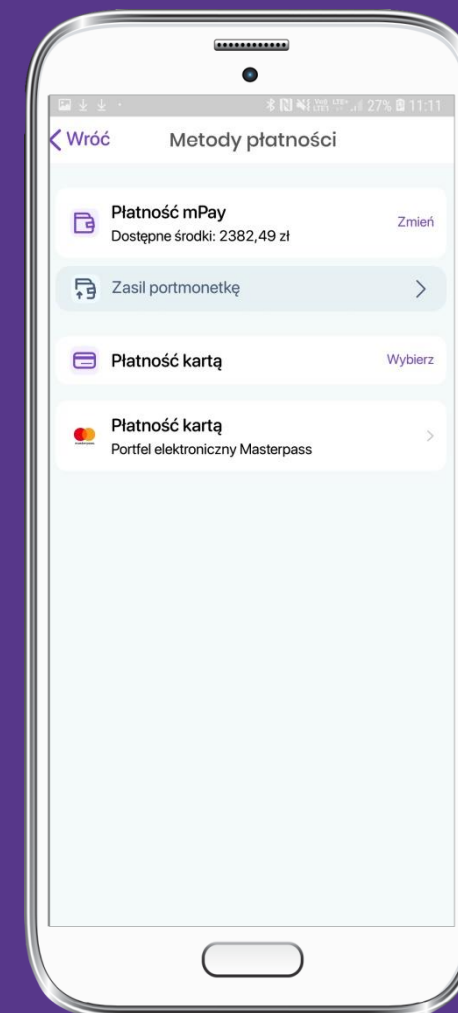 27% 11:11
Wróć Metody płatności
Płatność mPay
Dostępne środki: 2382,49 zł
Zmień
Zasil portmonetkę
Płatność kartą
Wybierz
Płatność kartą
Portfel elektroniczny Masterpass